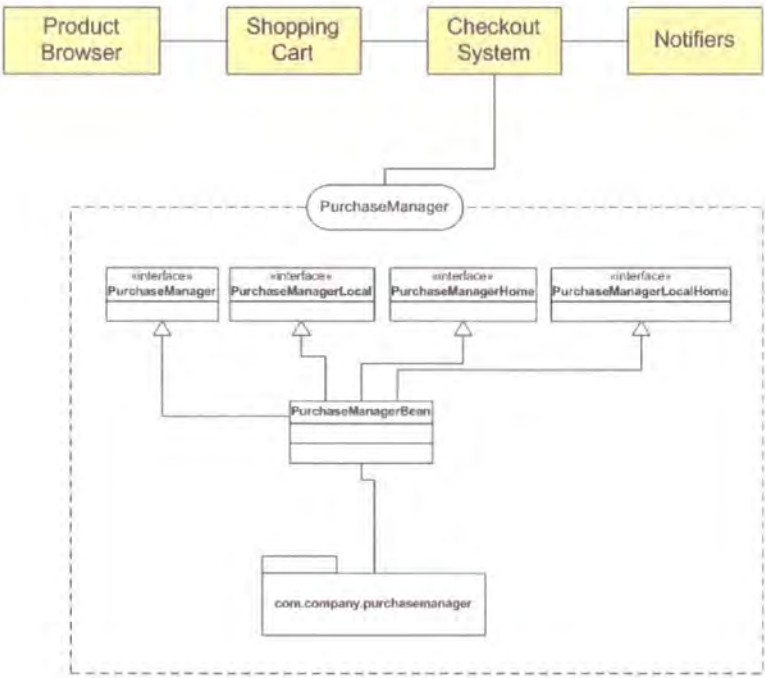 Product
Browser
Shopping
Cart
Checkout
System
Notifiers
PurchaseManager
«interface»
PurchaseManager
«interface»
PurchaseManagerLocal
«interface»
PurchaseManagerHome
«interface»
PurchaseManagerLocalHome
PurchaseManagerBean
com.company.purchasemanager